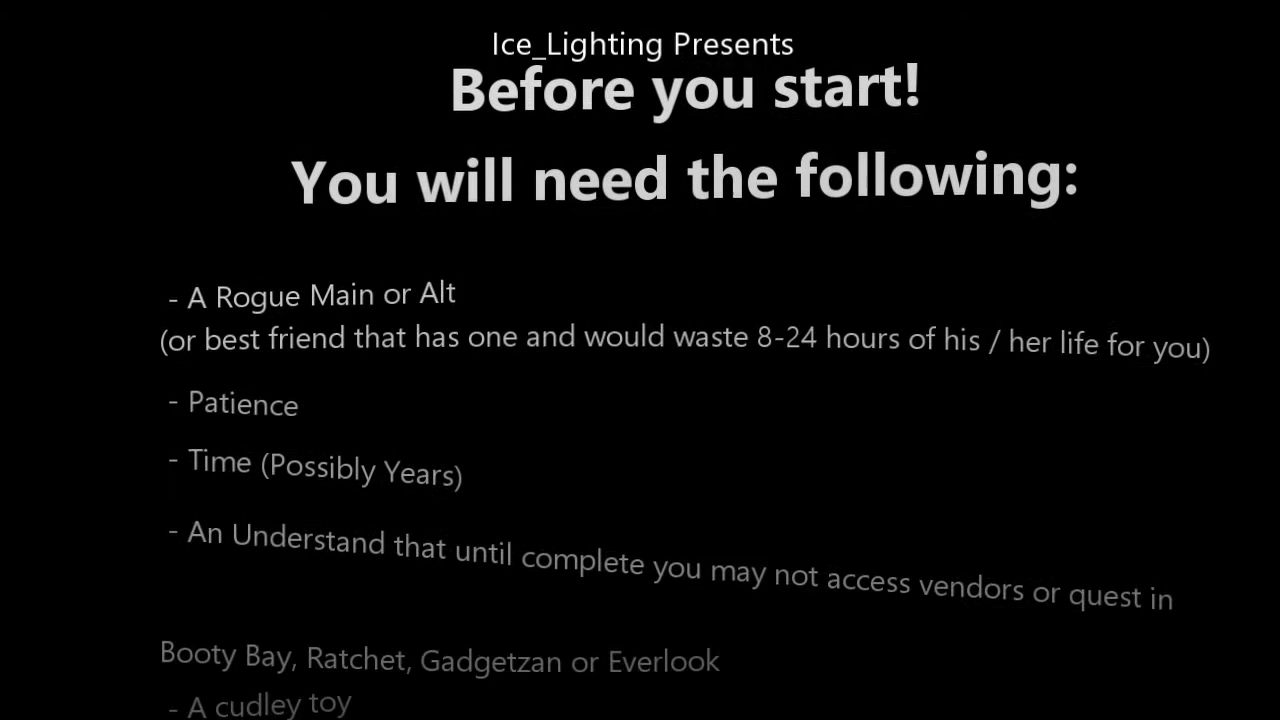 Ice_Lighting Presents
Before you start!
You will need the following:
- A Rogue Main or Alt
(or best friend that has one and would waste 8-24 hours of his / her life for you)
- Patience
- Time (Possibly Years)
- An Understand that until complete you may not access vendors or quest in
Booty Bay, Ratchet, Gadgetzan or Everlook
- A cudley toy